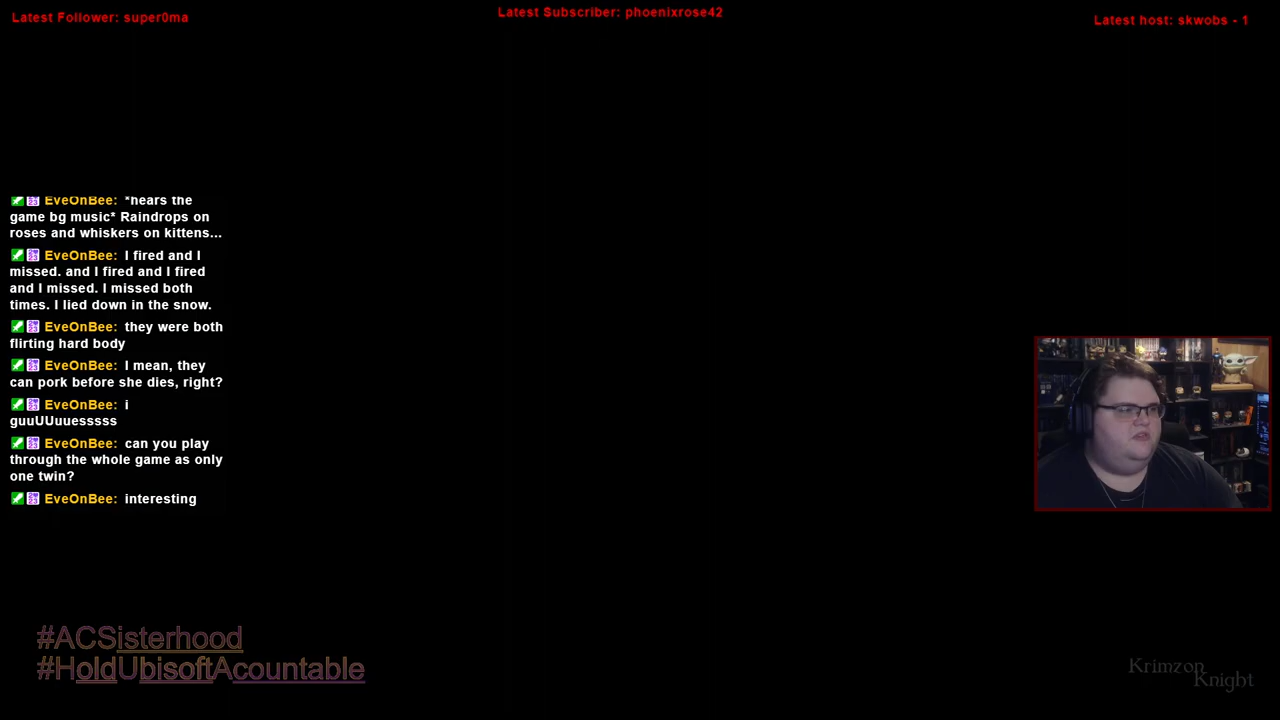 Latest Follower: super0ma
Latest Subscriber: phoenixrose42
Latest host: skwobs - 1
EveOnBee: *hears the
game bg music* Raindrops on
roses and whiskers on kittens...
EveOnBee: I fired and I
missed. and I fired and I fired
and I missed. I missed both
times. I lied down in the snow.
EveOnBee: they were both
flirting hard body
EveOnBee: I mean, they
can pork before she dies, right?
EveOnBee: i
guuUUuuesssss
EveOnBee: can you play
through the whole game as only
one twin?
EveOnBee: interesting
#ACSisterhood
#HoldUbisoftAcountable
Krimzon
Knight